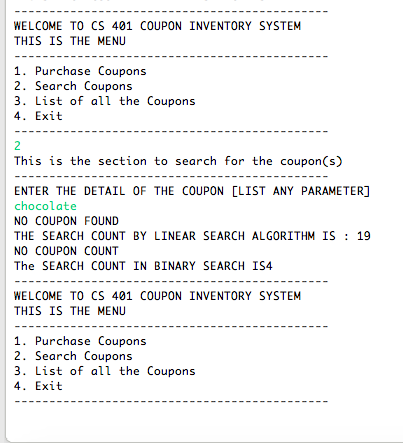 ---------------------------------------------
WELCOME TO CS 401 COUPON INVENTORY SYSTEM
THIS IS THE MENU
---------------------------------------------
1. Purchase Coupons
2. Search Coupons
3. List of all the Coupons
4. Exit
---------------------------------------------
2
This is the section to search for the coupon(s)
---------------------------------------------
ENTER THE DETAIL OF THE COUPON [LIST ANY PARAMETER]
chocolate
NO COUPON FOUND
THE SEARCH COUNT BY LINEAR SEARCH ALGORITHM IS : 19
NO COUPON COUNT
The SEARCH COUNT IN BINARY SEARCH IS4
---------------------------------------------
WELCOME TO CS 401 COUPON INVENTORY SYSTEM
THIS IS THE MENU
---------------------------------------------
1. Purchase Coupons
2. Search Coupons
3. List of all the Coupons
4. Exit
---------------------------------------------